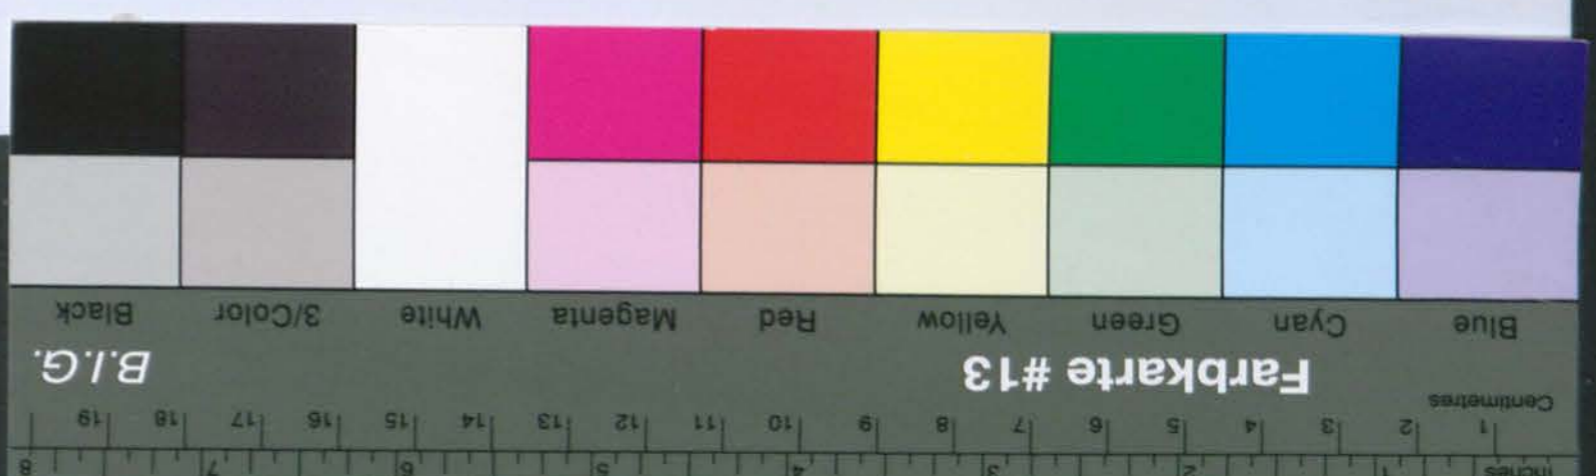 Inches 1 2 3 4 5 6 7 8
Centimetres 1 2 3 4 5 6 7 8 9 10 11 12 13 14 15 16 17 18 19
Farbkarte #13 B.I.G.
Blue Cyan Green Yellow Red Magenta White 3/Color Black